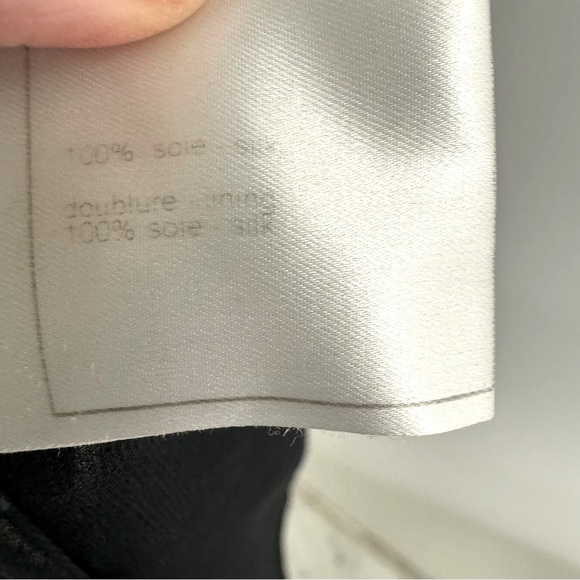 100% soie - silk
doublure - lining
100% soie - silk